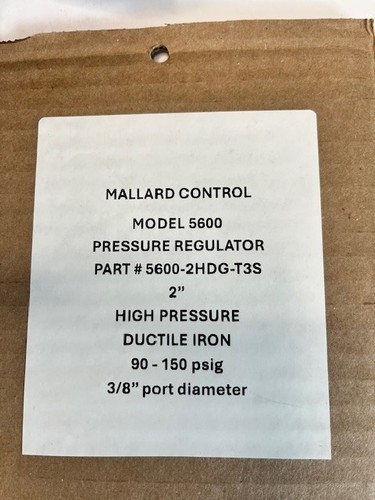 MALLARD CONTROL
MODEL 5600
PRESSURE REGULATOR
PART # 5600-2HDG-T3S
2”
HIGH PRESSURE
DUCTILE IRON
90 - 150 psig
3/8” port diameter